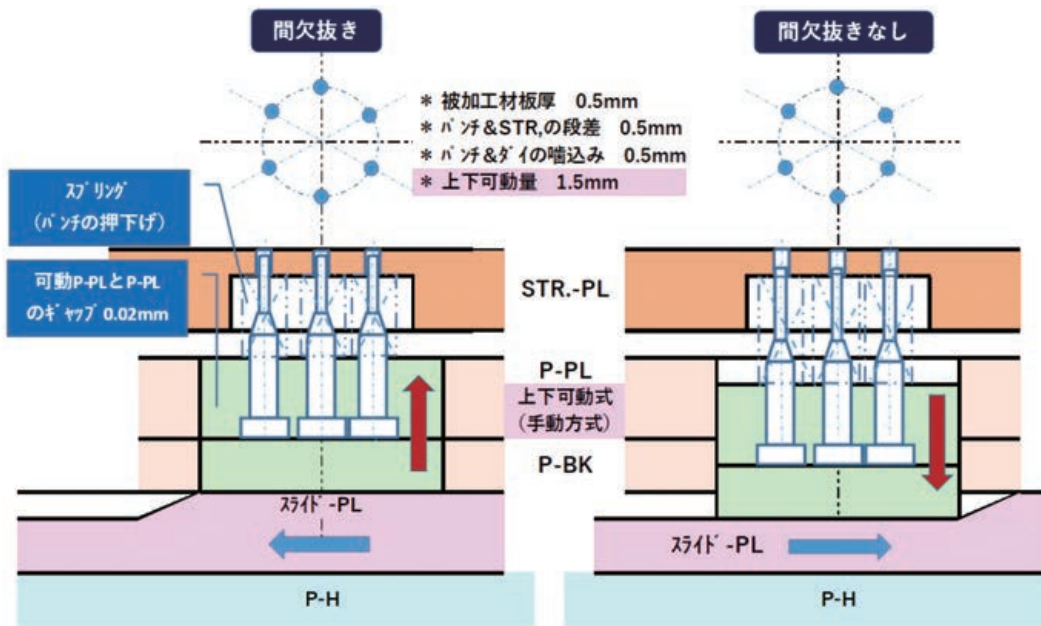 間欠抜き
間欠抜きなし
＊ 被加工材板厚　0.5mm
＊ ﾊﾟﾝﾁ&STR,の段差　0.5mm
＊ ﾊﾟﾝﾁ&ﾀﾞｲの噛込み　0.5mm
＊ 上下可動量　1.5mm
ｽﾌﾟﾘﾝｸﾞ
（ﾊﾟﾝﾁの押下げ）
可動P-PLとP-PL
のｷﾞｬｯﾌﾟ0.02mm
STR.-PL
P-PL
上下可動式
（手動方式）
P-BK
ｽﾗｲﾄﾞ-PL
ｽﾗｲﾄﾞ-PL
P-H
P-H